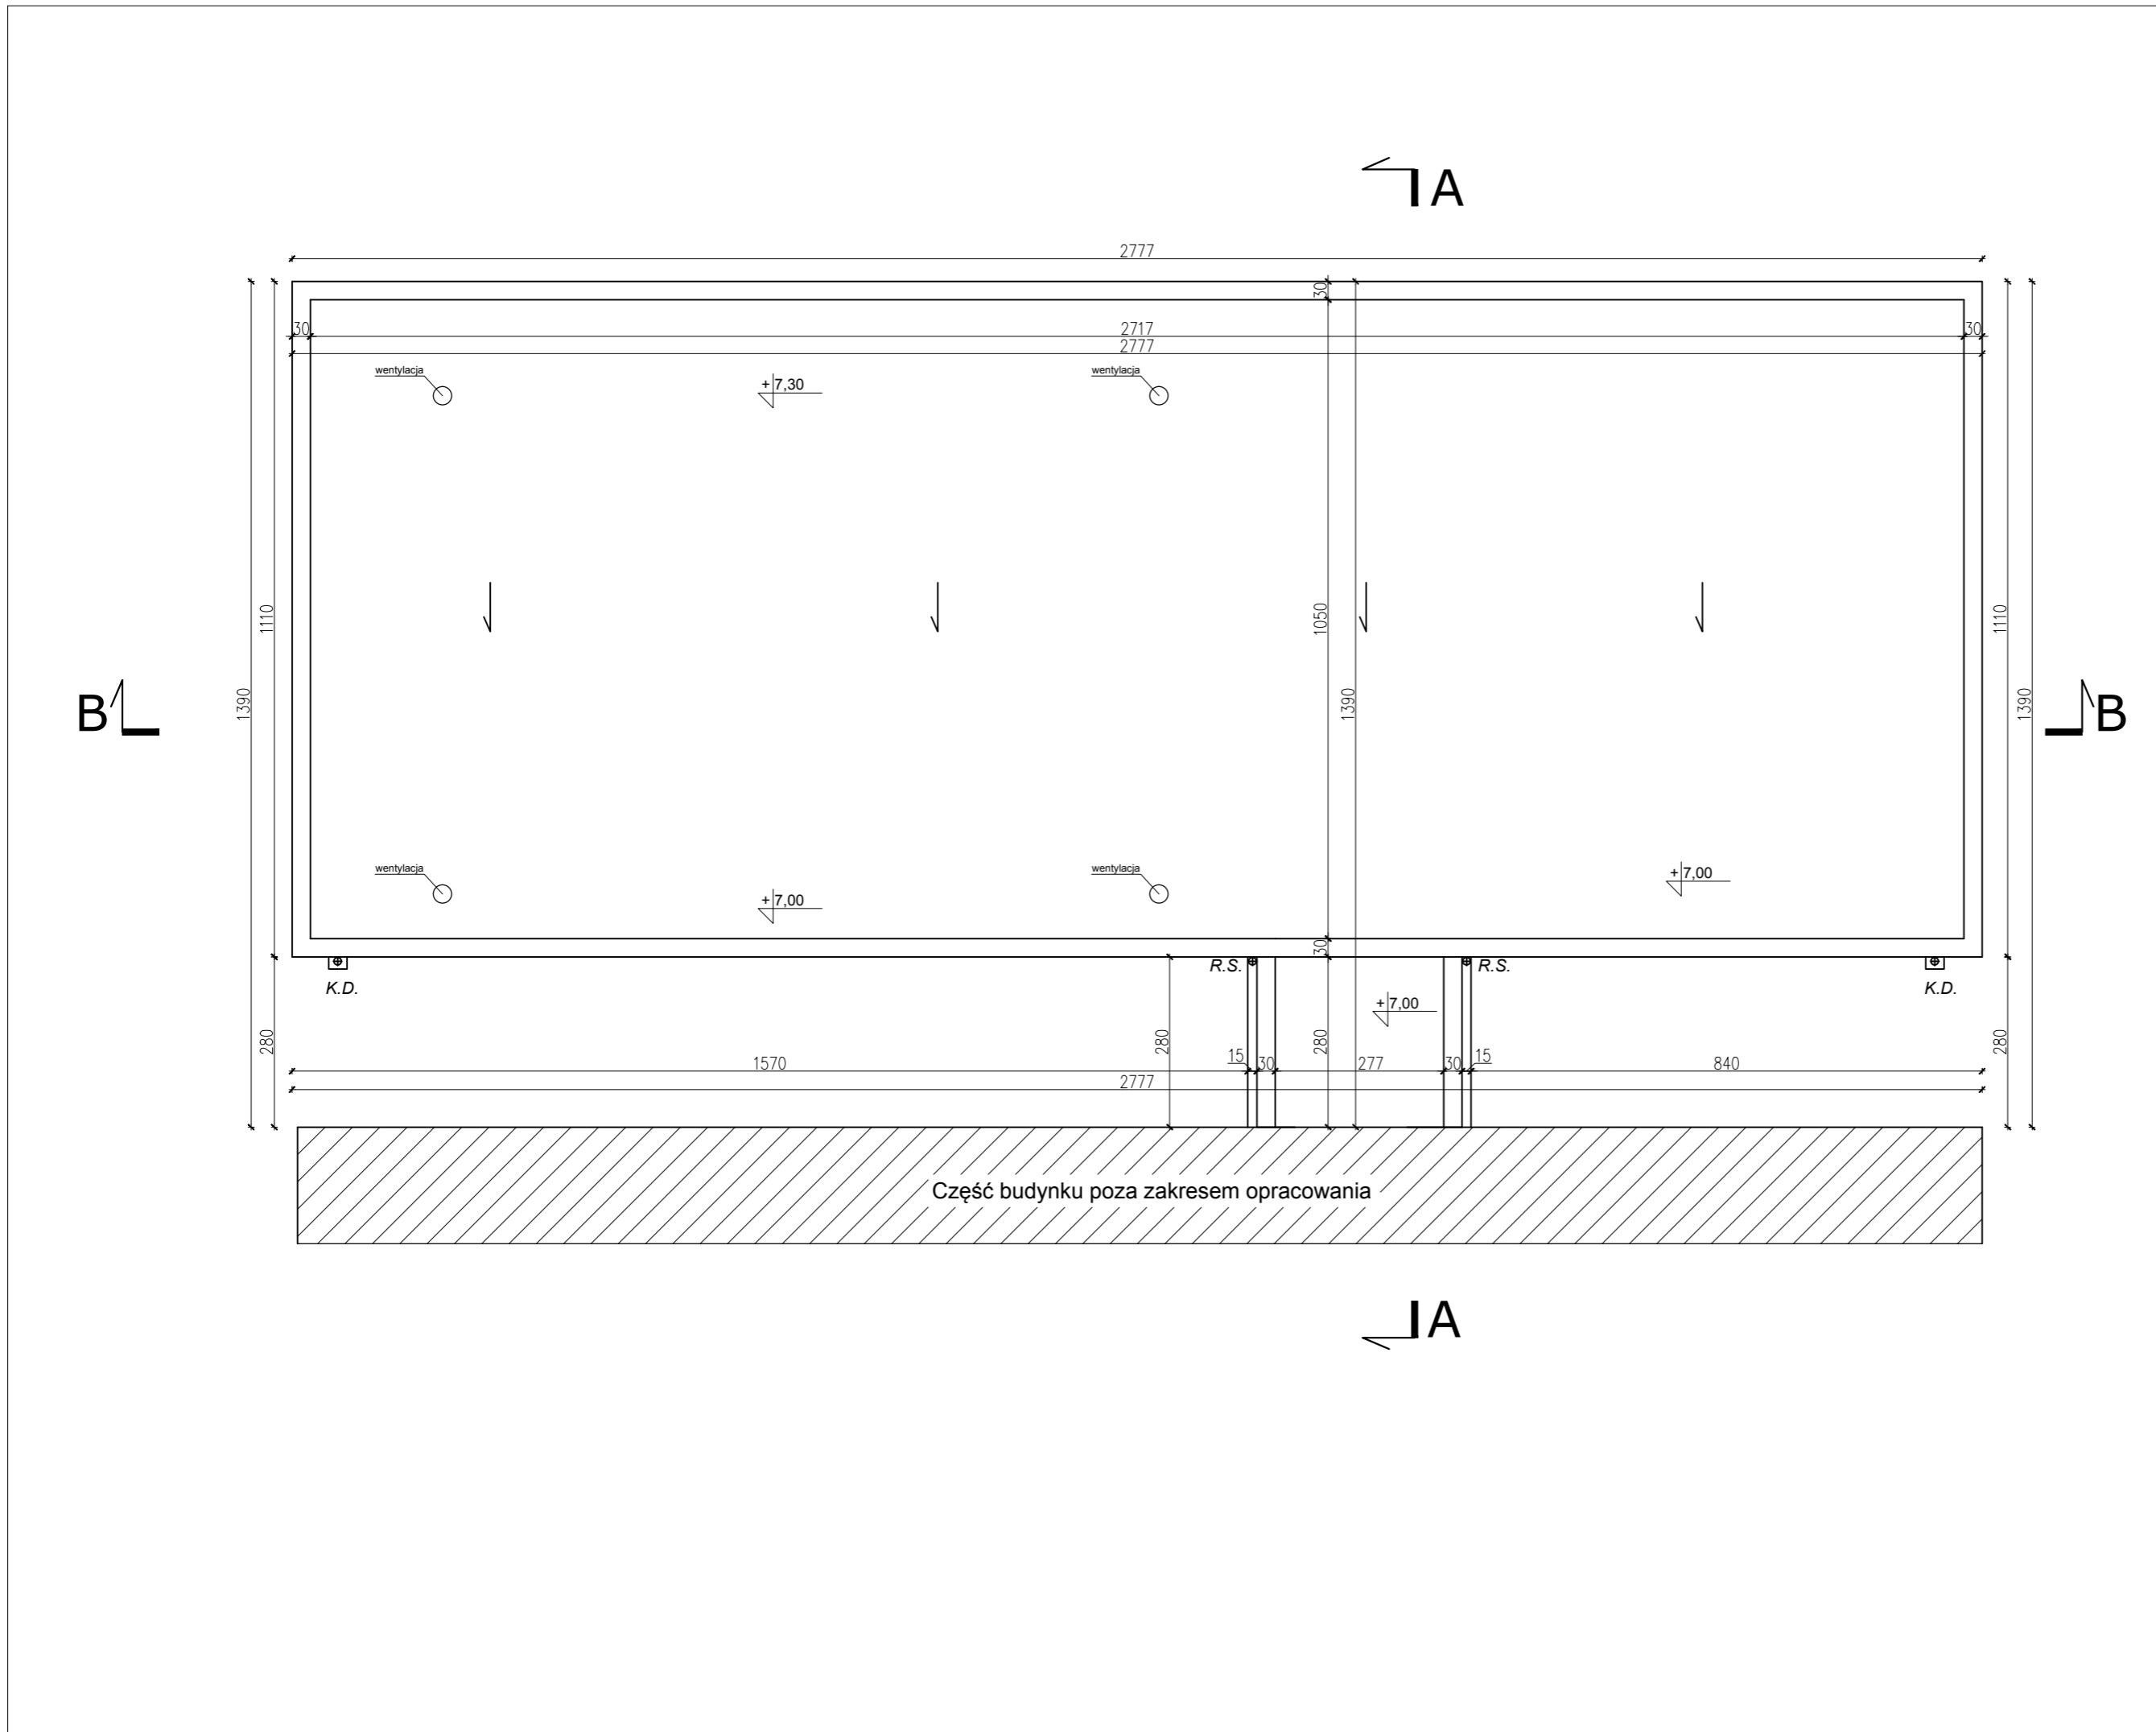 A
2777
30
30 2717 30
2777
wentylacja +7,30 wentylacja
1110 1050 1110
1390 1390 1390
B B
wentylacja +7,00 wentylacja +7,00
30
K.D. R.S. R.S. K.D.
+7,00
280 280 280 280
1570 15 30 277 30 15 840
2777
Część budynku poza zakresem opracowania
A